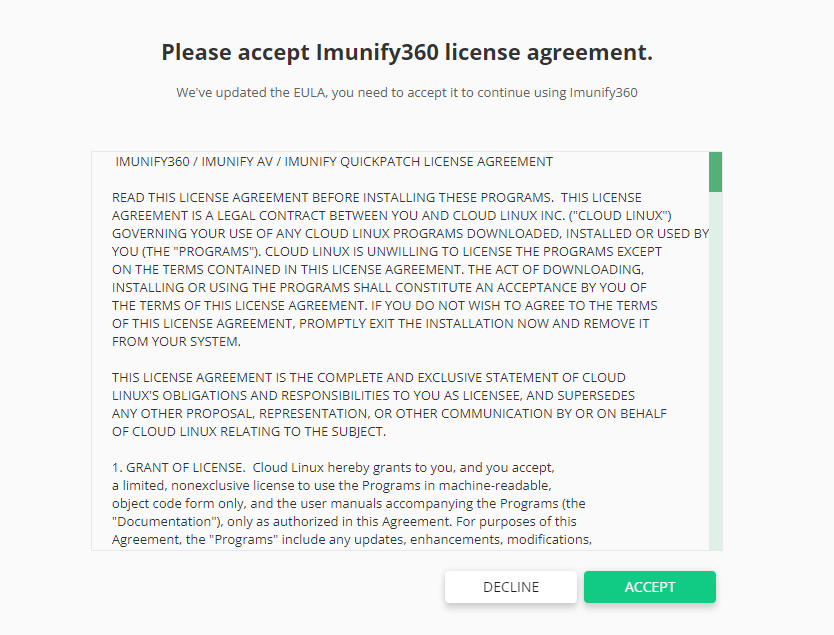 Please accept Imunify360 license agreement.
We've updated the EULA, you need to accept it to continue using Imunify360
IMUNIFY360 / IMUNIFY AV / IMUNIFY QUICKPATCH LICENSE AGREEMENT
READ THIS LICENSE AGREEMENT BEFORE INSTALLING THESE PROGRAMS.  THIS LICENSE
AGREEMENT IS A LEGAL CONTRACT BETWEEN YOU AND CLOUD LINUX INC. ("CLOUD LINUX")
GOVERNING YOUR USE OF ANY CLOUD LINUX PROGRAMS DOWNLOADED, INSTALLED OR USED BY
YOU (THE "PROGRAMS"). CLOUD LINUX IS UNWILLING TO LICENSE THE PROGRAMS EXCEPT
ON THE TERMS CONTAINED IN THIS LICENSE AGREEMENT. THE ACT OF DOWNLOADING,
INSTALLING OR USING THE PROGRAMS SHALL CONSTITUTE AN ACCEPTANCE BY YOU OF
THE TERMS OF THIS LICENSE AGREEMENT. IF YOU DO NOT WISH TO AGREE TO THE TERMS
OF THIS LICENSE AGREEMENT, PROMPTLY EXIT THE INSTALLATION NOW AND REMOVE IT
FROM YOUR SYSTEM.
THIS LICENSE AGREEMENT IS THE COMPLETE AND EXCLUSIVE STATEMENT OF CLOUD
LINUX'S OBLIGATIONS AND RESPONSIBILITIES TO YOU AS LICENSEE, AND SUPERSEDES
ANY OTHER PROPOSAL, REPRESENTATION, OR OTHER COMMUNICATION BY OR ON BEHALF
OF CLOUD LINUX RELATING TO THE SUBJECT.
1. GRANT OF LICENSE.  Cloud Linux hereby grants to you, and you accept,
a limited, nonexclusive license to use the Programs in machine-readable,
object code form only, and the user manuals accompanying the Programs (the
"Documentation"), only as authorized in this Agreement. For purposes of this
Agreement, the "Programs" include any updates, enhancements, modifications,
DECLINE
ACCEPT